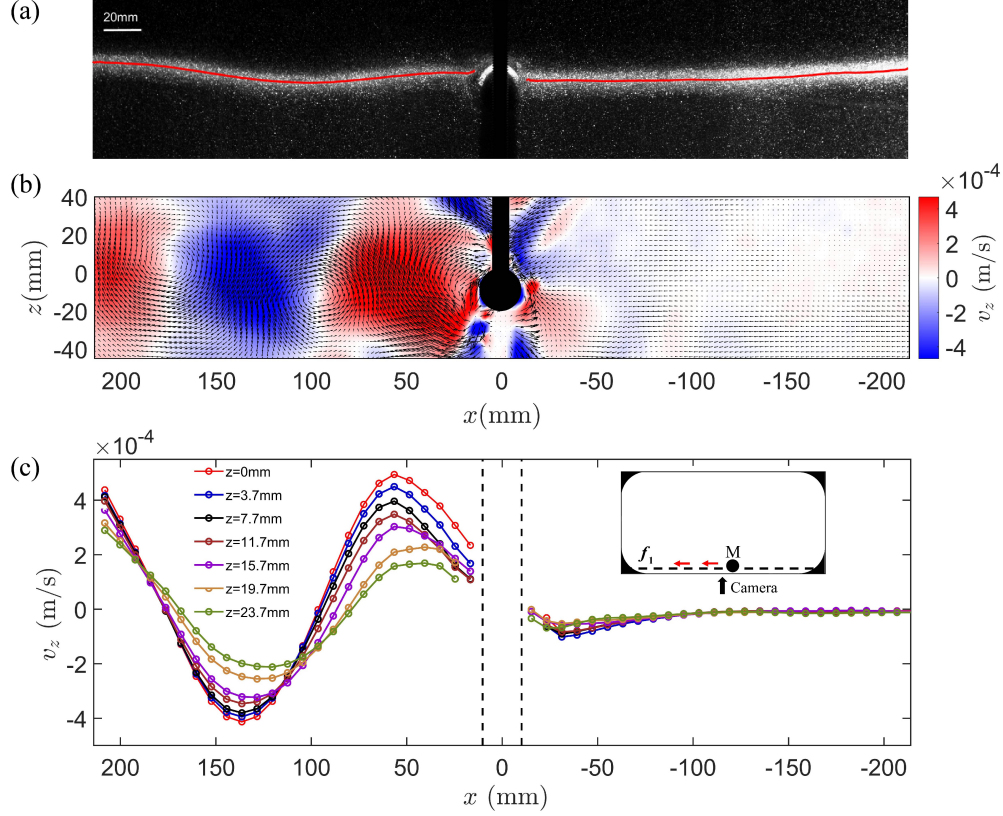 (a)
20mm
(b)
×10⁻⁴
40
20
0
-20
-40
z(mm)
4
2
0
-2
-4
v_z (m/s)
200 150 100 50 0 -50 -100 -150 -200
x(mm)
(c)
×10⁻⁴
4
2
0
-2
-4
v_z (m/s)
z=0mm
z=3.7mm
z=7.7mm
z=11.7mm
z=15.7mm
z=19.7mm
z=23.7mm
M
f₁
Camera
200 150 100 50 0 -50 -100 -150 -200
x (mm)